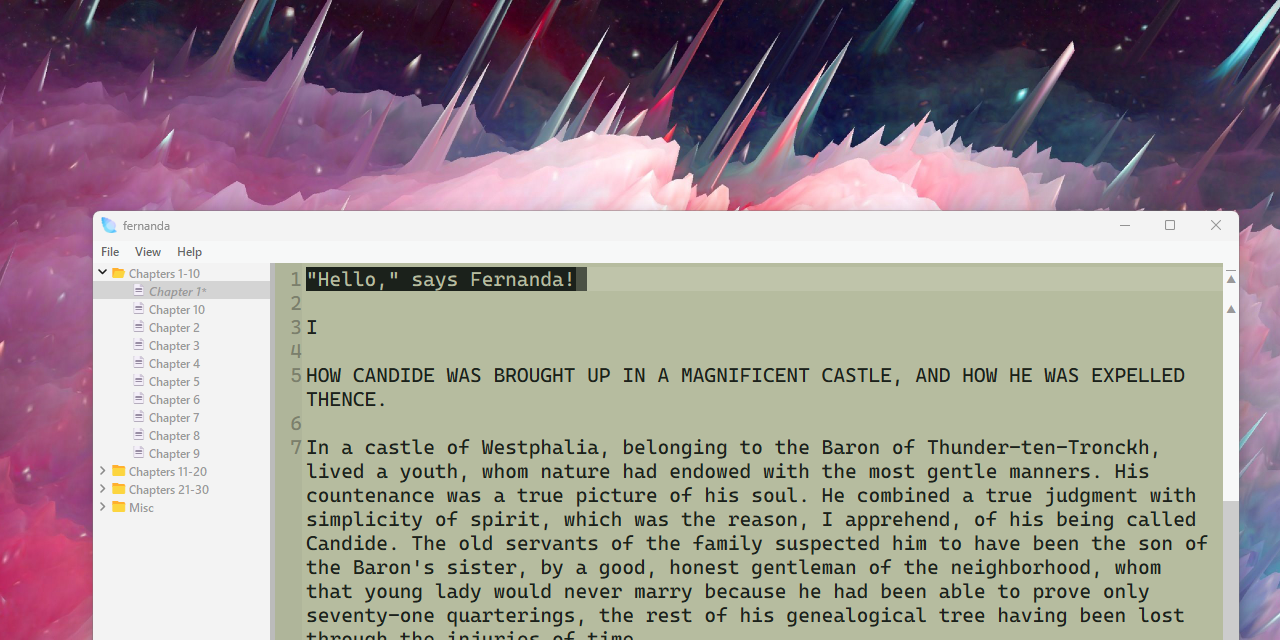 fernanda
File View Help
Chapters 1-10
Chapter 1*
Chapter 10
Chapter 2
Chapter 3
Chapter 4
Chapter 5
Chapter 6
Chapter 7
Chapter 8
Chapter 9
Chapters 11-20
Chapters 21-30
Misc
1 "Hello," says Fernanda!
2
3 I
4
5 HOW CANDIDE WAS BROUGHT UP IN A MAGNIFICENT CASTLE, AND HOW HE WAS EXPELLED
THENCE.
6
7 In a castle of Westphalia, belonging to the Baron of Thunder-ten-Tronckh,
lived a youth, whom nature had endowed with the most gentle manners. His
countenance was a true picture of his soul. He combined a true judgment with
simplicity of spirit, which was the reason, I apprehend, of his being called
Candide. The old servants of the family suspected him to have been the son of
the Baron's sister, by a good, honest gentleman of the neighborhood, whom
that young lady would never marry because he had been able to prove only
seventy-one quarterings, the rest of his genealogical tree having been lost
through the injuries of time.